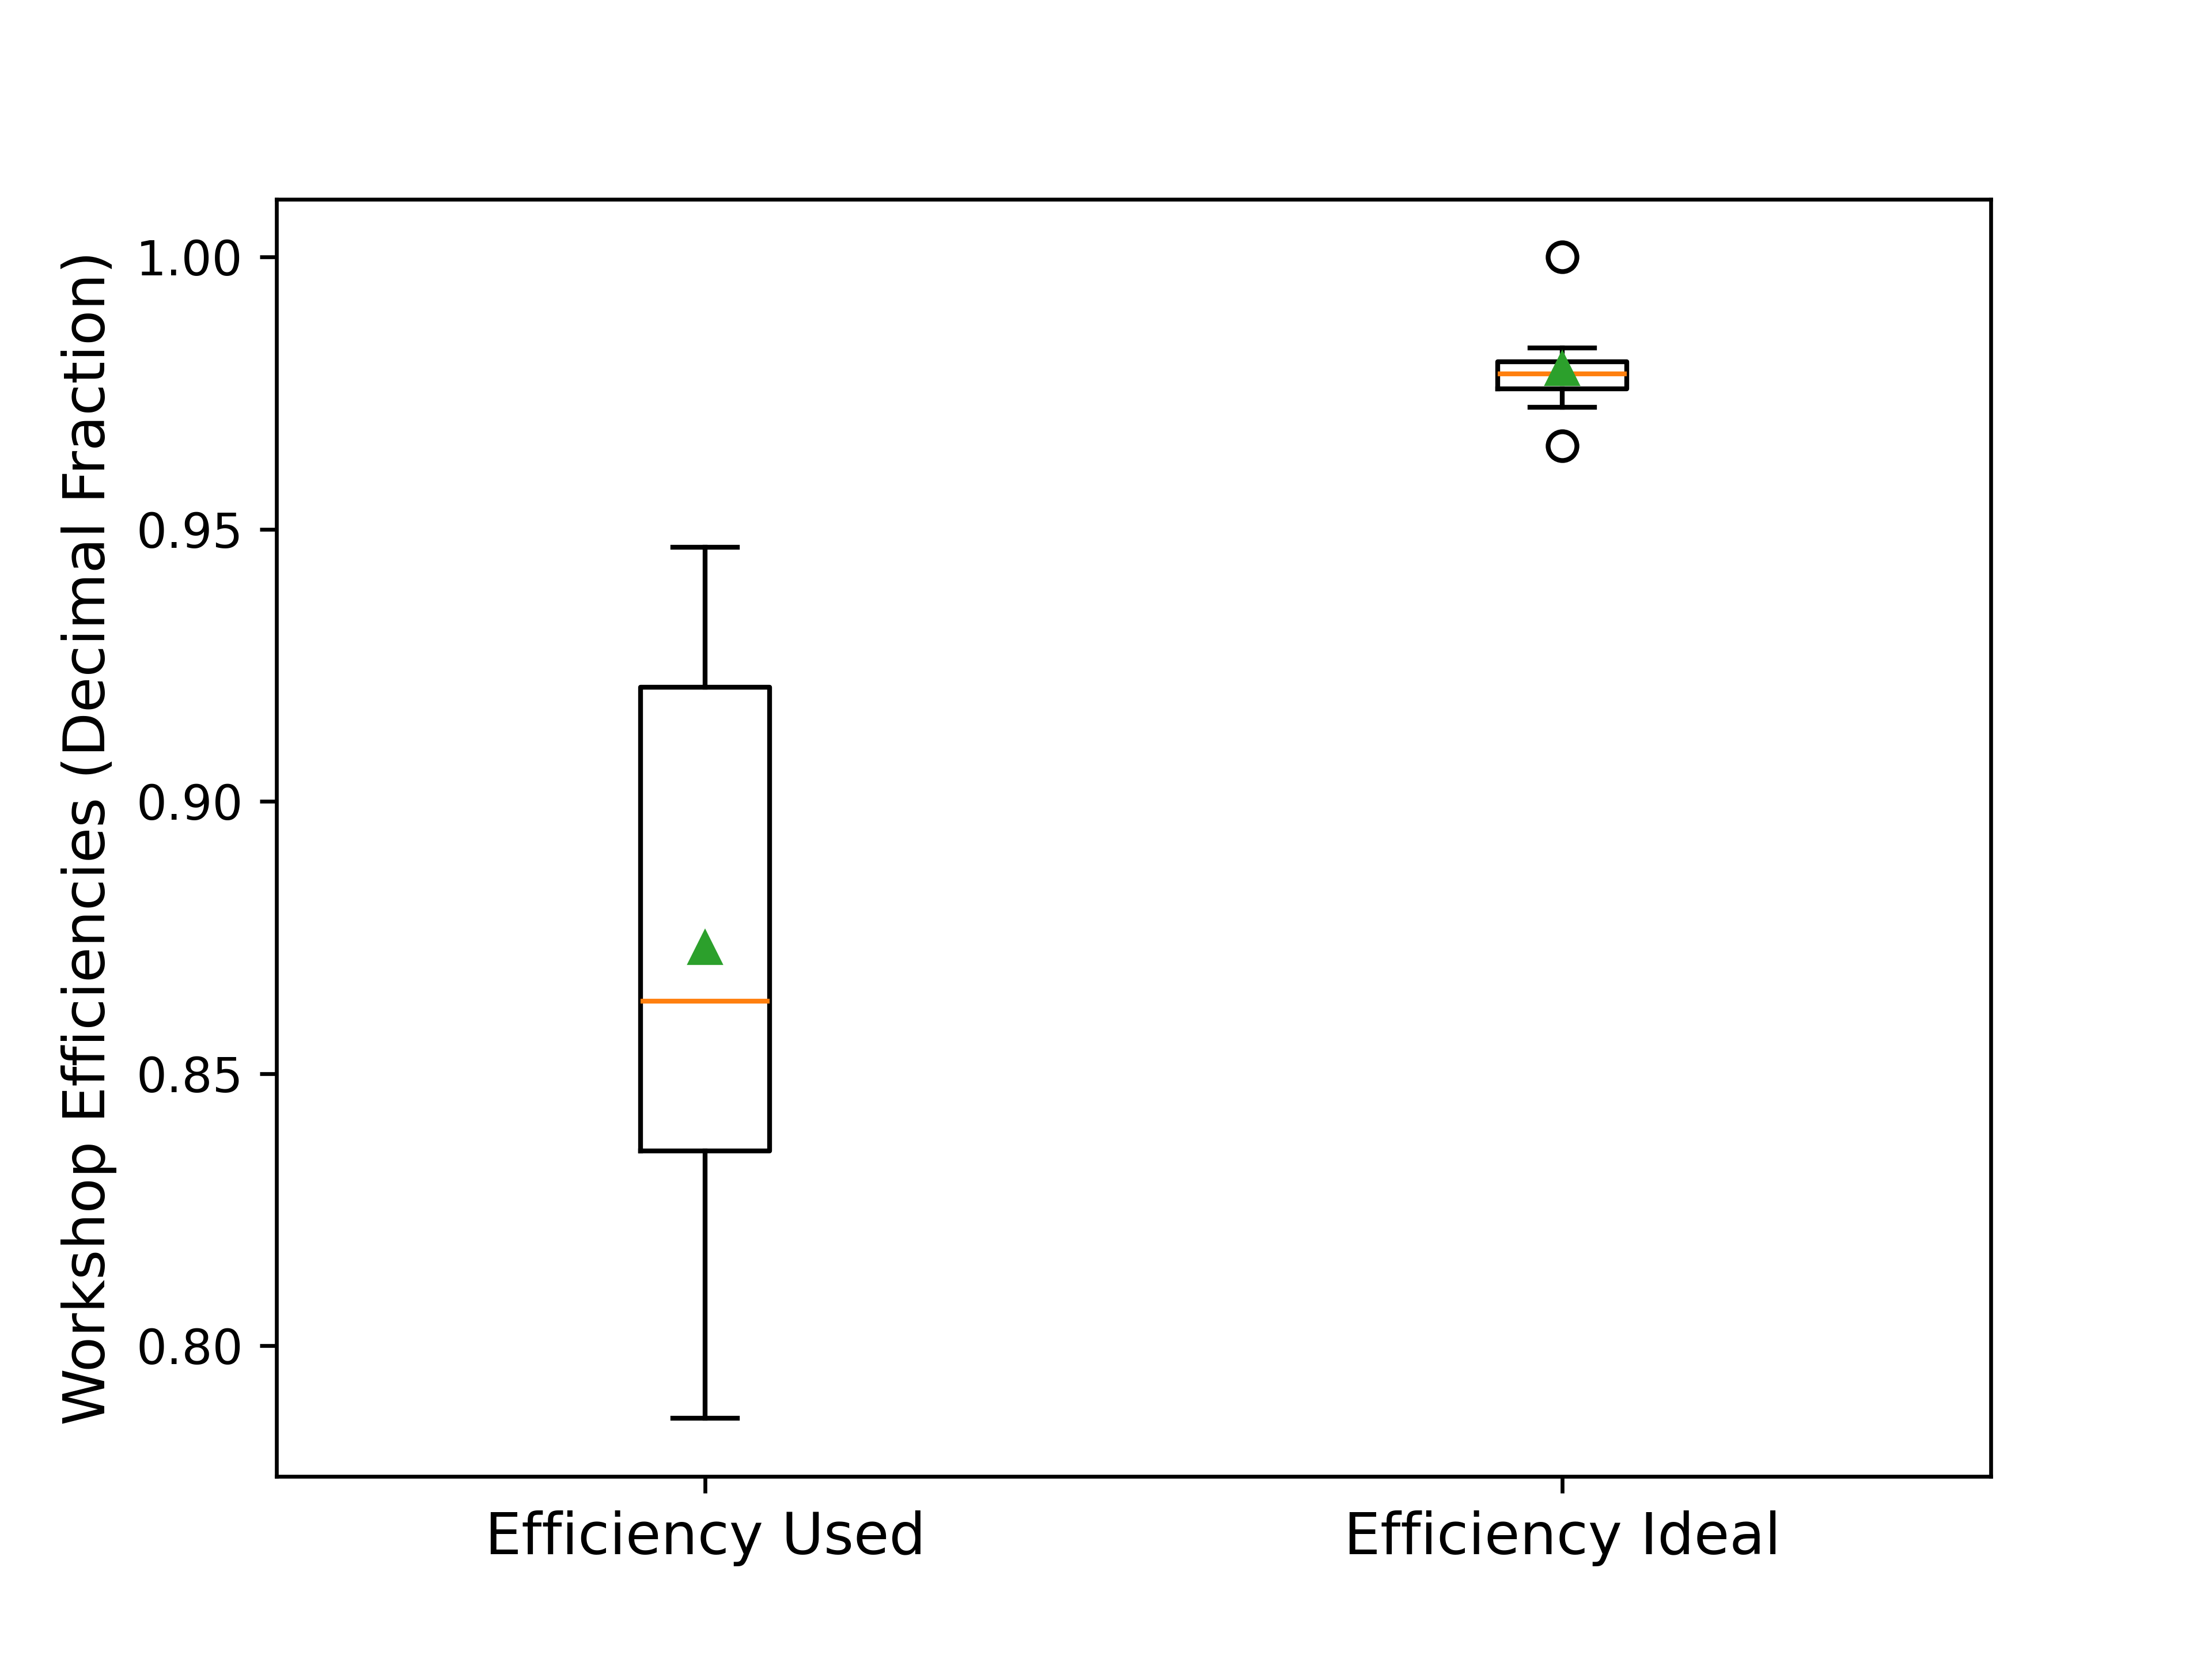 Workshop Efficiencies (Decimal Fraction)
1.00
0.95
0.90
0.85
0.80
Efficiency Used
Efficiency Ideal